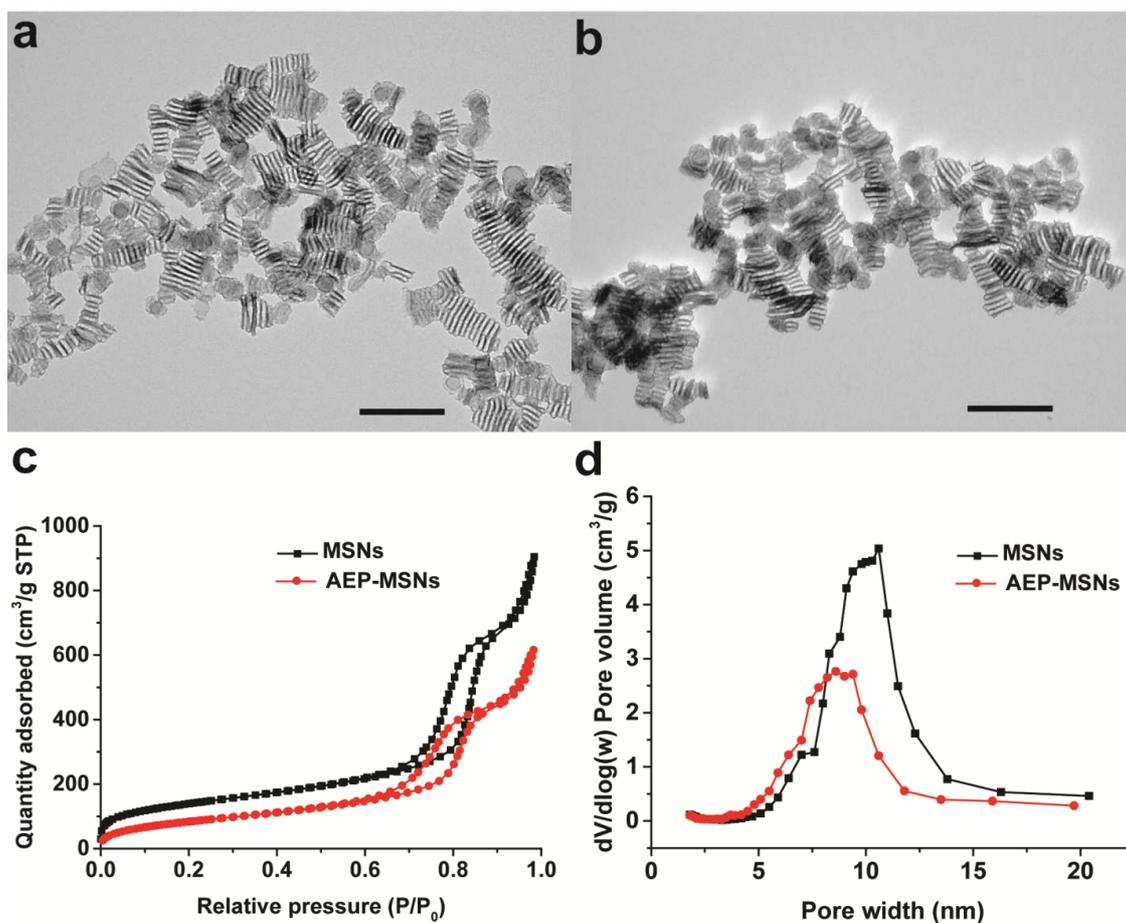 a
b
c
Quantity adsorbed (cm³/g STP)
1000
800
600
400
200
0
MSNs
AEP-MSNs
0.0 0.2 0.4 0.6 0.8 1.0
Relative pressure (P/P₀)
d
dV/dlog(w) Pore volume (cm³/g)
6
5
4
3
2
1
0
MSNs
AEP-MSNs
0 5 10 15 20
Pore width (nm)